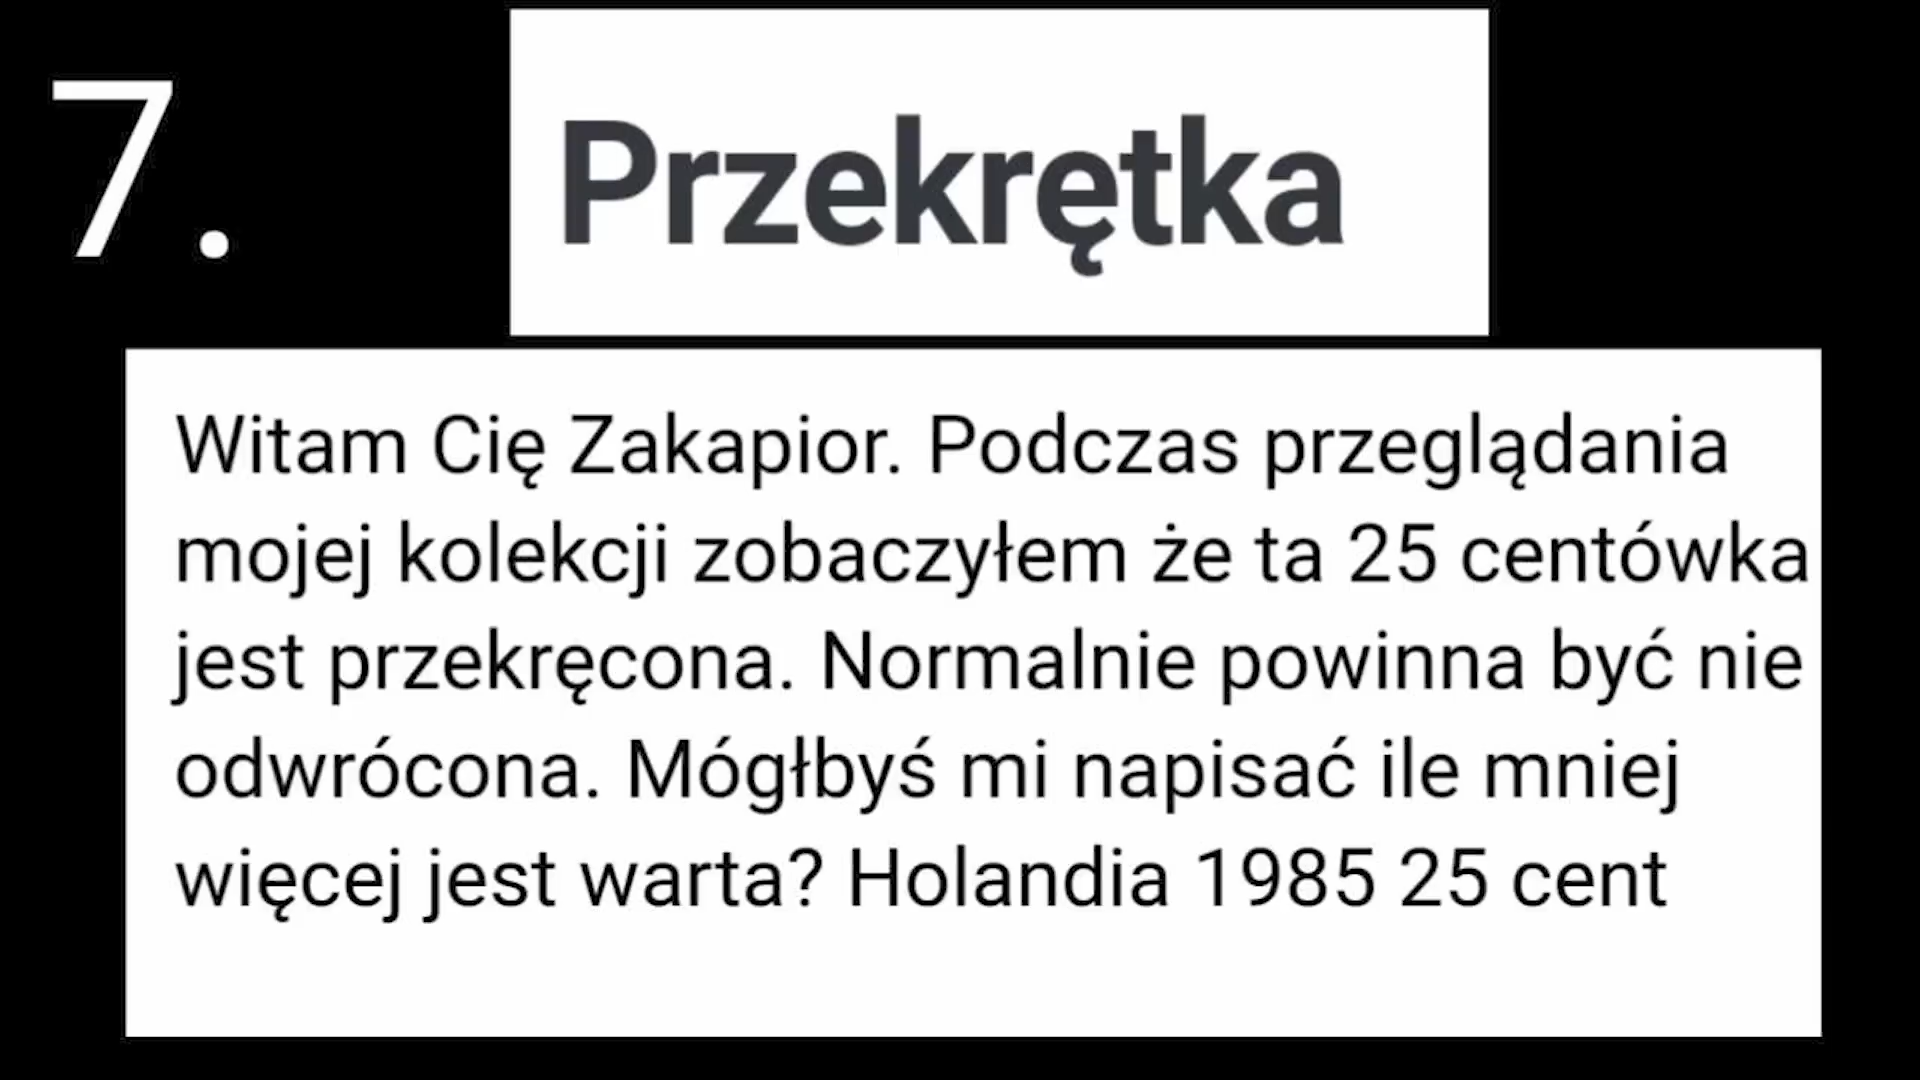 7.
Przekrętka
Witam Cię Zakapior. Podczas przeglądania
mojej kolekcji zobaczyłem że ta 25 centówka
jest przekręcona. Normalnie powinna być nie
odwrócona. Mógłbyś mi napisać ile mniej
więcej jest warta? Holandia 1985 25 cent